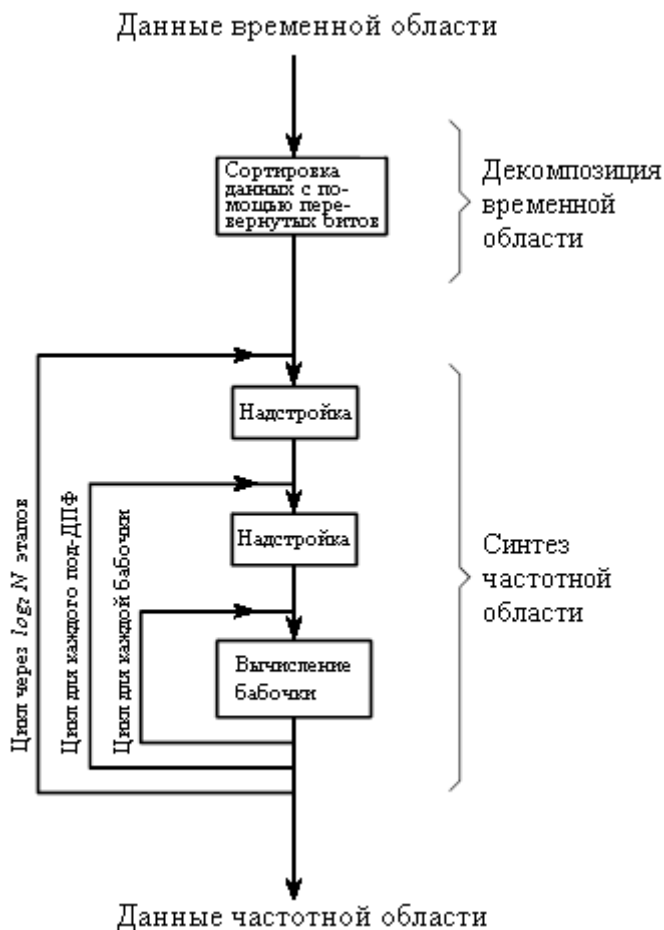 Данные временной области
Сортировка
данных с по-
мощью пере-
вернутых битов
Декомпозиция
временной
области
Надстройка
Надстройка
Вычисление
бабочки
Цикл через log₂ N этапов
Цикл для каждого под-ДПФ
Цикл для каждой бабочки
Синтез
частотной
области
Данные частотной области